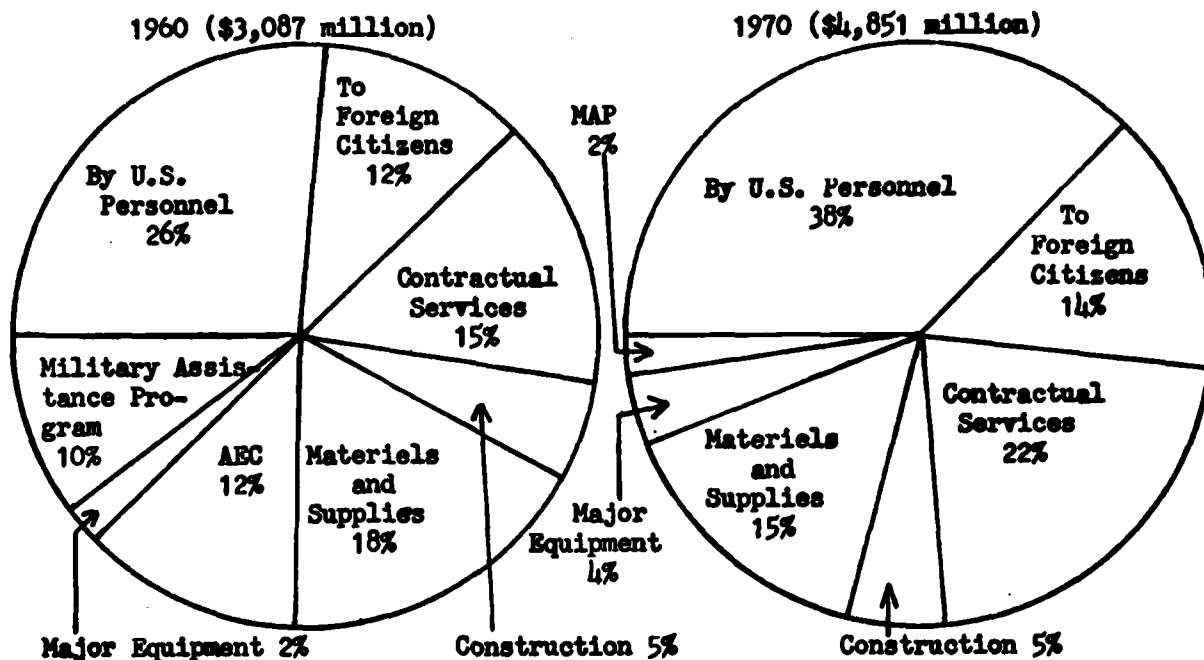 1960 ($3,087 million)
To
Foreign
Citizens
12%
By U.S.
Personnel
26%
Contractual
Services
15%
Military Assis-
tance Pro-
gram
10%
AEC
12%
Materiels
and
Supplies
18%
Major Equipment 2%
Construction 5%
1970 ($4,851 million)
MAP
2%
By U.S. Personnel
38%
To
Foreign
Citizens
14%
Contractual
Services
22%
Materiels
and
Supplies
15%
Major
Equipment
4%
Construction 5%